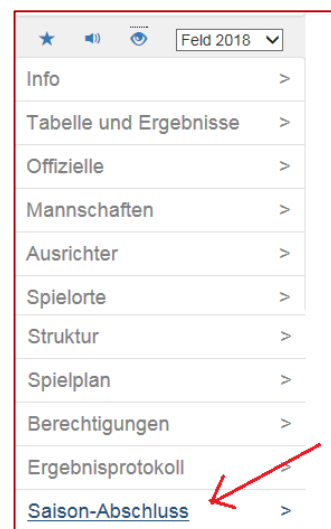 Feld 2018
Info >
Tabelle und Ergebnisse >
Offizielle >
Mannschaften >
Ausrichter >
Spielorte >
Struktur >
Spielplan >
Berechtigungen >
Ergebnisprotokoll >
Saison-Abschluss >